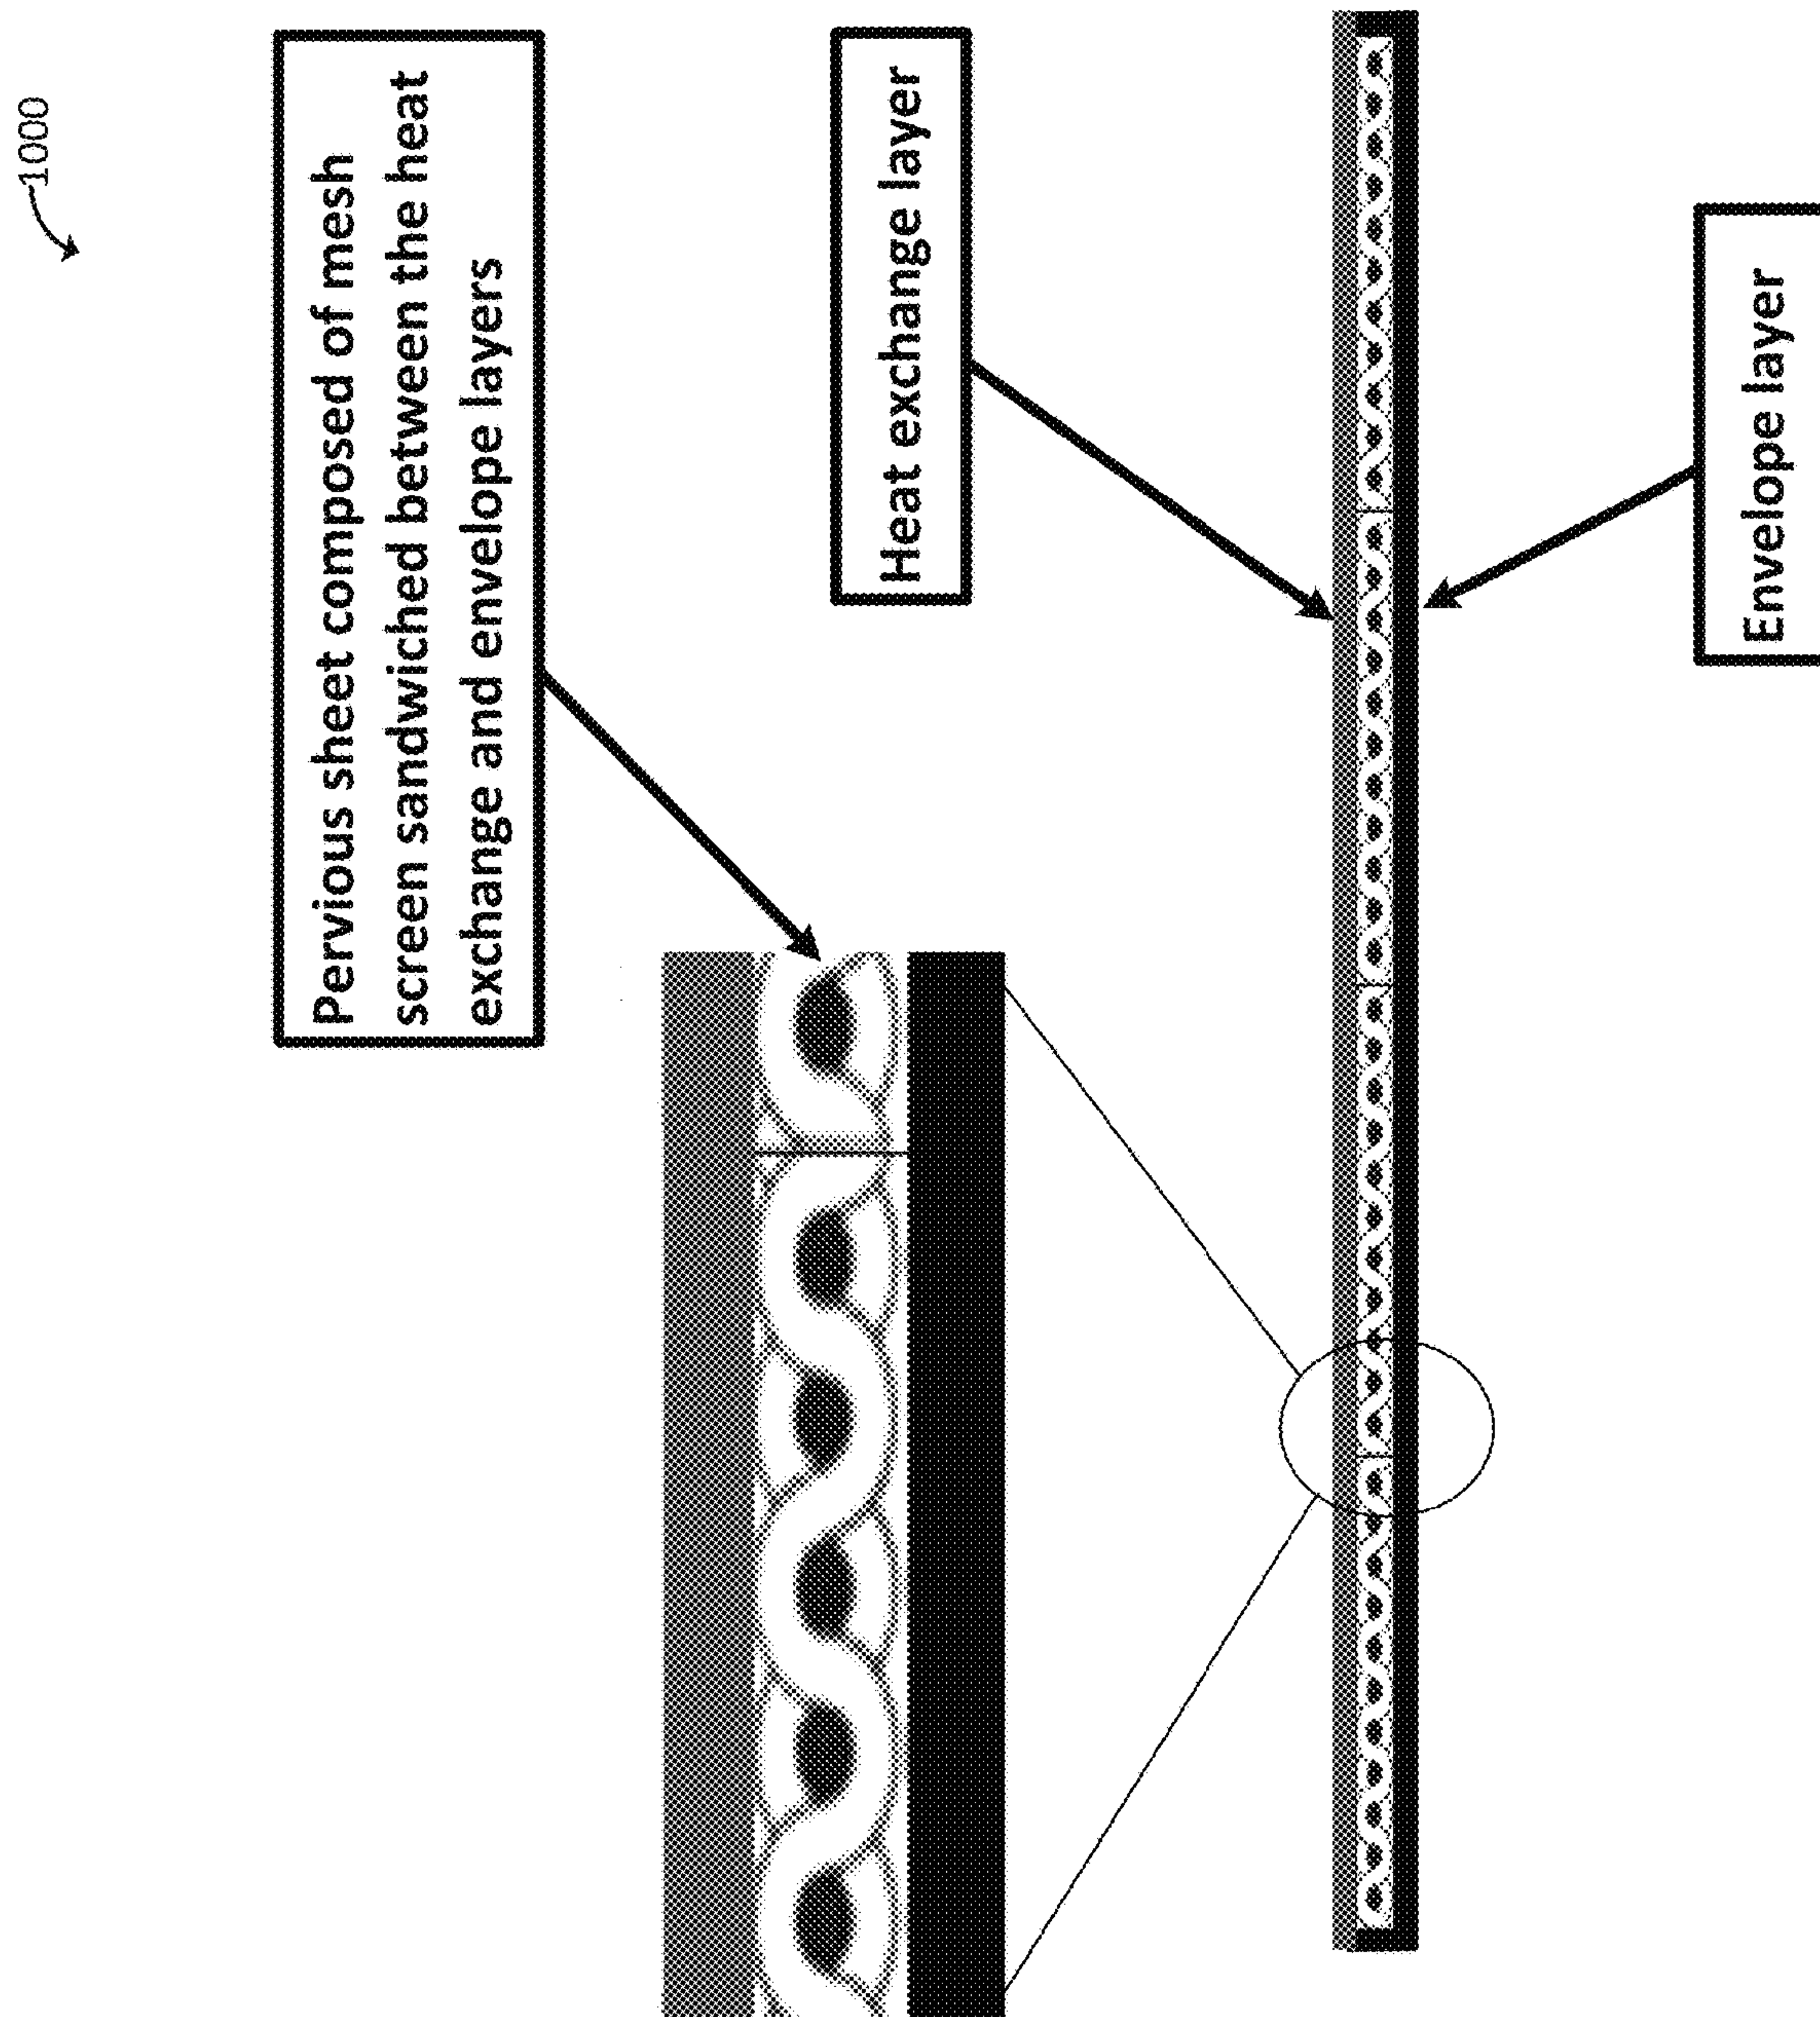 1000
Pervious sheet composed of mesh
screen sandwiched between the heat
exchange and envelope layers
Heat exchange layer
Envelope layer